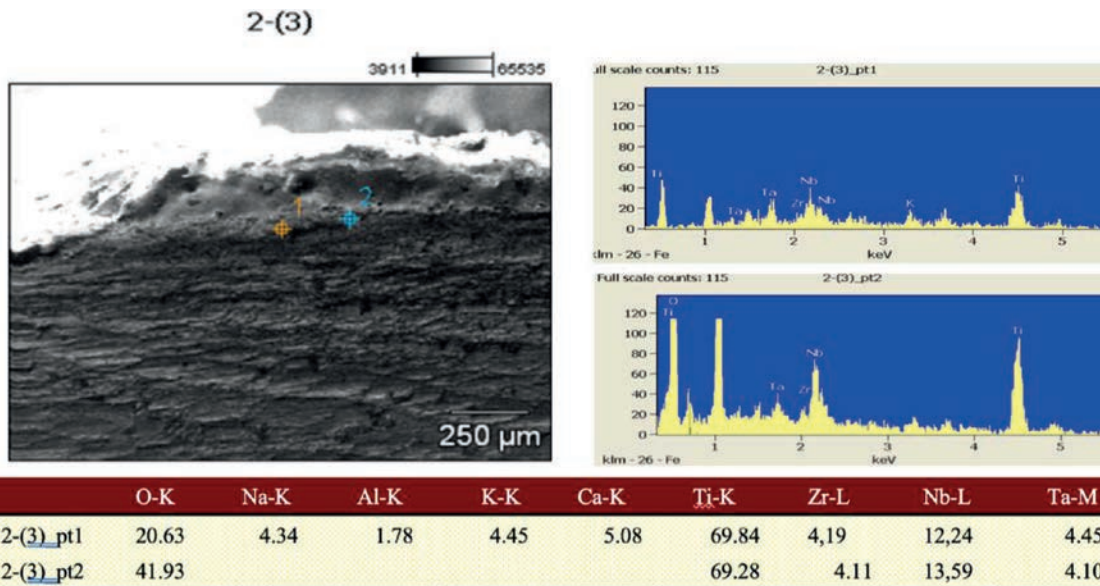 2-(3)
3911 65535
1
2
250 µm
ull scale counts: 115 2-(3)_pt1
120
100
80
60
40
20
0
Ti
Ta
Ta
Zr
Nb
Nb
K
Ti
1 2 3 4 5
klm - 26 - Fe keV
Full scale counts: 115 2-(3)_pt2
120
100
80
60
40
20
0
O
Ti
Ta
Zr
Nb
Ti
1 2 3 4 5
klm - 26 - Fe keV
O-K Na-K Al-K K-K Ca-K Ti-K Zr-L Nb-L Ta-M
2-(3)_pt1 20.63 4.34 1.78 4.45 5.08 69.84 4,19 12,24 4.45
2-(3)_pt2 41.93 69.28 4.11 13,59 4.10